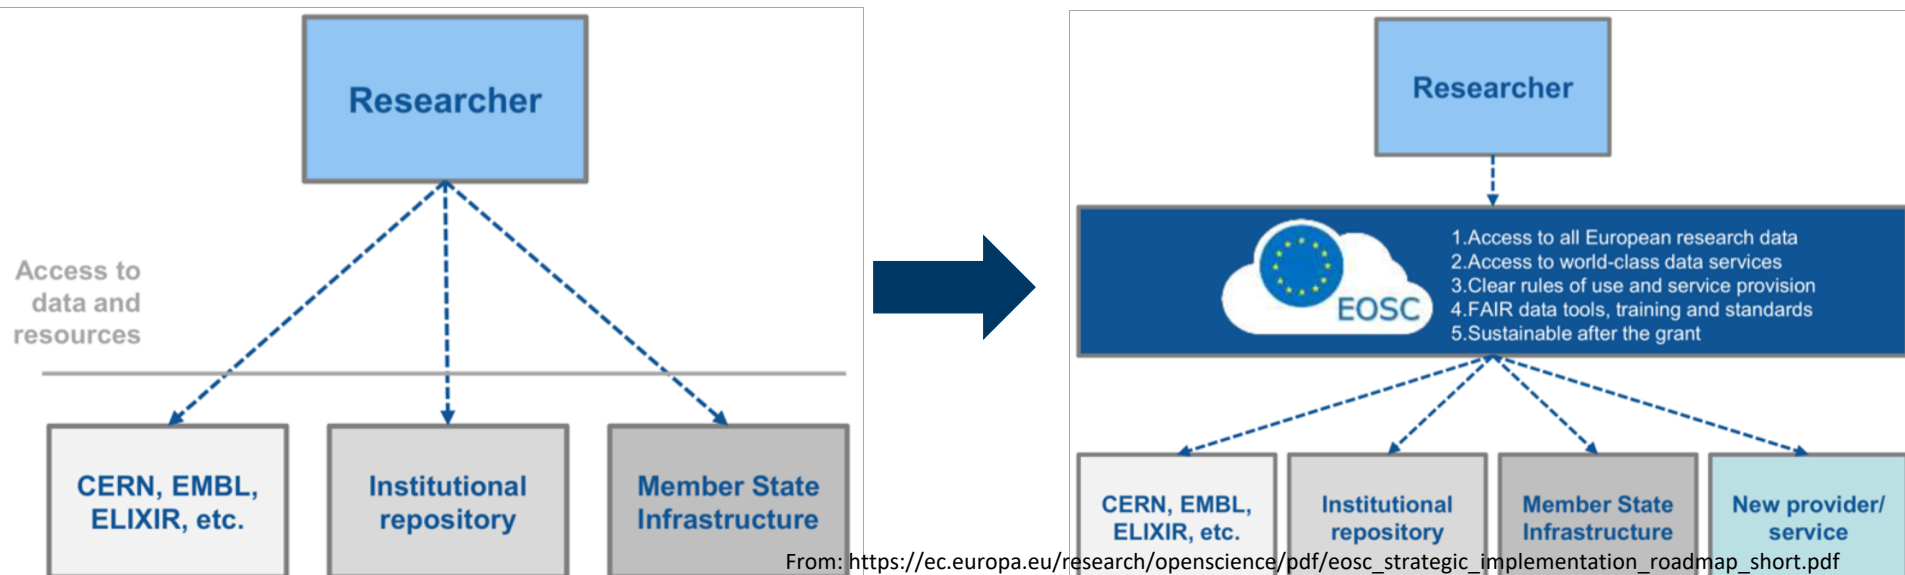 Researcher
Access to
data and
resources
CERN, EMBL,
ELIXIR, etc.
Institutional
repository
Member State
Infrastructure
Researcher
EOSC
1.Access to all European research data
2.Access to world-class data services
3.Clear rules of use and service provision
4.FAIR data tools, training and standards
5.Sustainable after the grant
CERN, EMBL,
ELIXIR, etc.
Institutional
repository
Member State
Infrastructure
New provider/
service
From: https://ec.europa.eu/research/openscience/pdf/eosc_strategic_implementation_roadmap_short.pdf